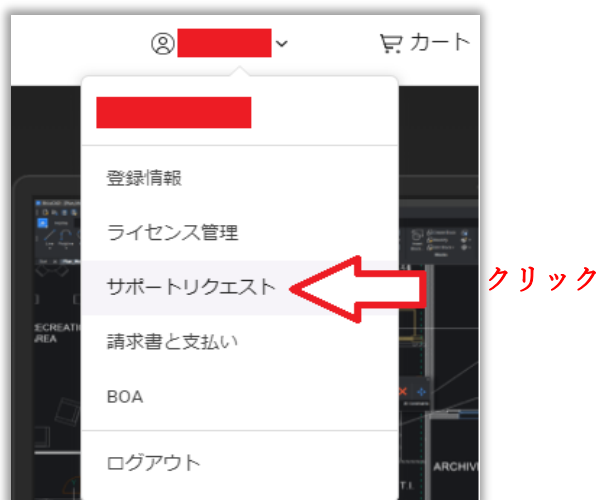 カート
登録情報
ライセンス管理
サポートリクエスト
クリック
請求書と支払い
BOA
ログアウト
RECREATI
AREA
ARCHIV
T.I.